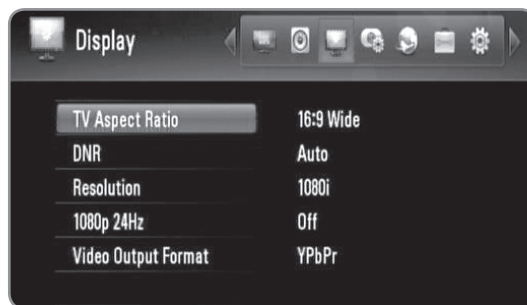 Display
TV Aspect Ratio 16:9 Wide
DNR Auto
Resolution 1080i
1080p 24Hz Off
Video Output Format YPbPr